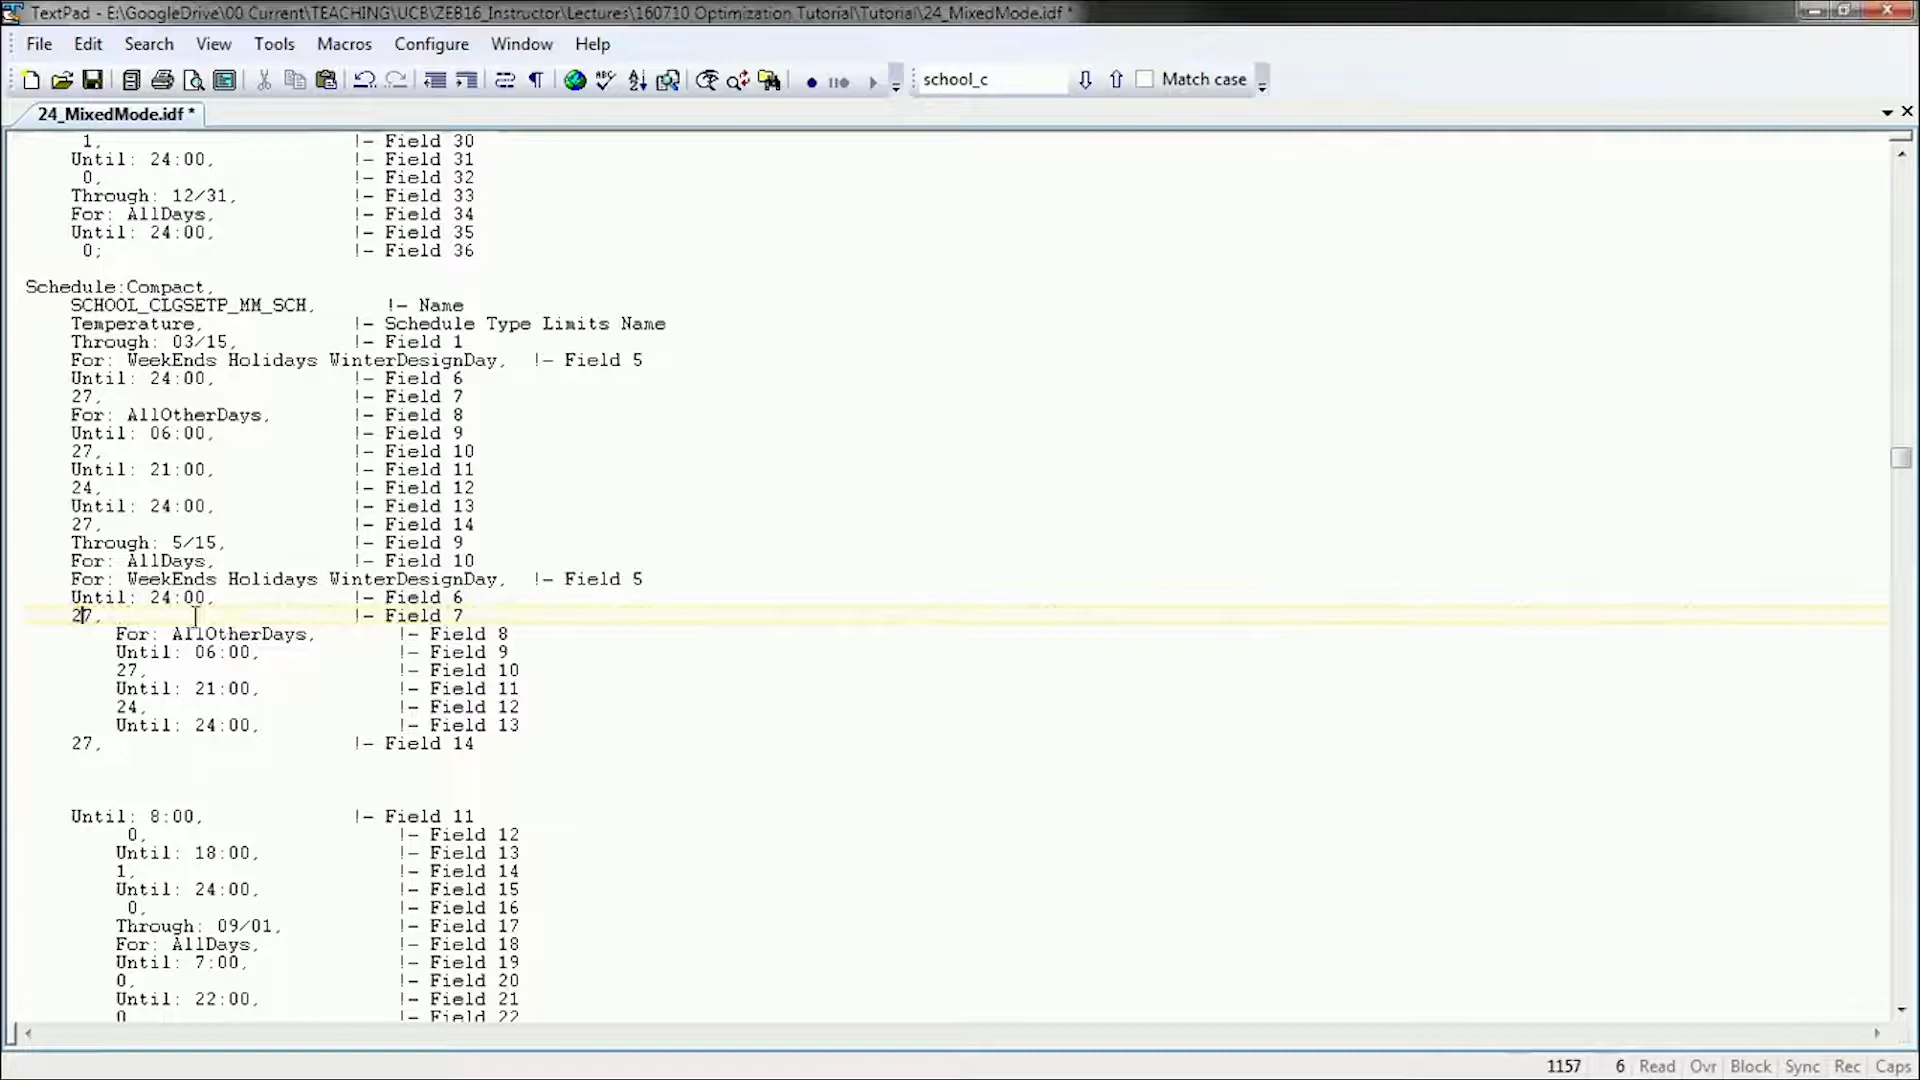 TextPad - E:\GoogleDrive\00 Current\TEACHING\UCB\ZEB16_Instructor\Lectures\160710 Optimization Tutorial\Tutorial\24_MixedMode.idf *
File Edit Search View Tools Macros Configure Window Help
school_c Match case
24_MixedMode.idf *
1, !- Field 30
Until: 24:00, !- Field 31
0, !- Field 32
Through: 12/31, !- Field 33
For: AllDays, !- Field 34
Until: 24:00, !- Field 35
0; !- Field 36
Schedule:Compact,
SCHOOL_CLGSETP_MM_SCH, !- Name
Temperature, !- Schedule Type Limits Name
Through: 03/15, !- Field 1
For: WeekEnds Holidays WinterDesignDay, !- Field 5
Until: 24:00, !- Field 6
27, !- Field 7
For: AllOtherDays, !- Field 8
Until: 06:00, !- Field 9
27, !- Field 10
Until: 21:00, !- Field 11
24, !- Field 12
Until: 24:00, !- Field 13
27, !- Field 14
Through: 5/15, !- Field 9
For: AllDays, !- Field 10
For: WeekEnds Holidays WinterDesignDay, !- Field 5
Until: 24:00, !- Field 6
27, !- Field 7
For: AllOtherDays, !- Field 8
Until: 06:00, !- Field 9
27, !- Field 10
Until: 21:00, !- Field 11
24, !- Field 12
Until: 24:00, !- Field 13
27, !- Field 14
Until: 8:00, !- Field 11
0, !- Field 12
Until: 18:00, !- Field 13
1, !- Field 14
Until: 24:00, !- Field 15
0, !- Field 16
Through: 09/01, !- Field 17
For: AllDays, !- Field 18
Until: 7:00, !- Field 19
0, !- Field 20
Until: 22:00, !- Field 21
0 !- Field 22
1157 6 Read Ovr Block Sync Rec Caps